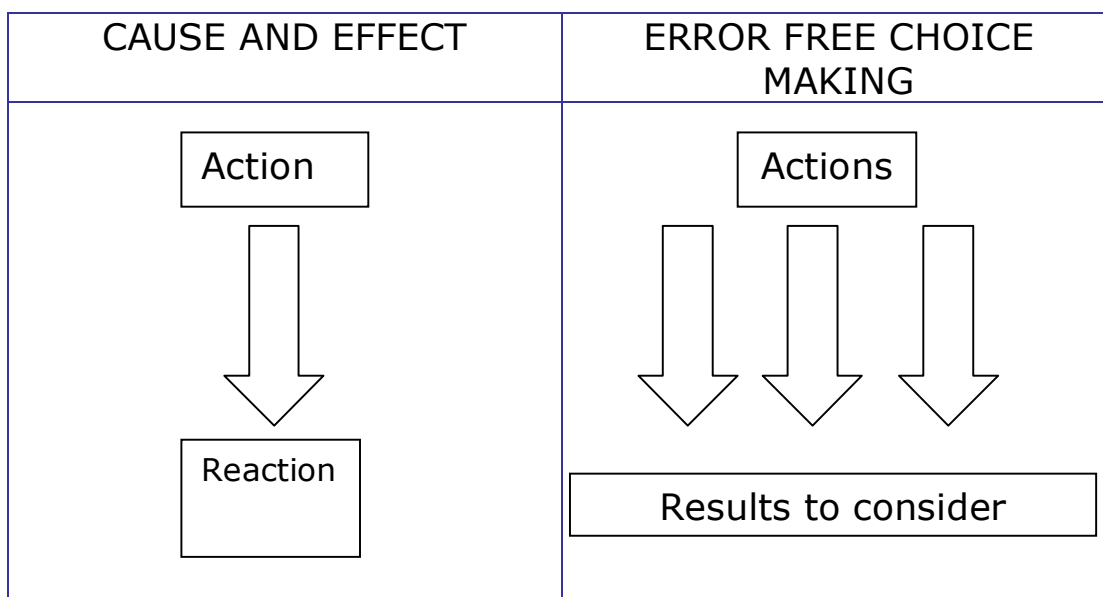 CAUSE AND EFFECT
ERROR FREE CHOICE
MAKING
Action
Reaction
Actions
Results to consider